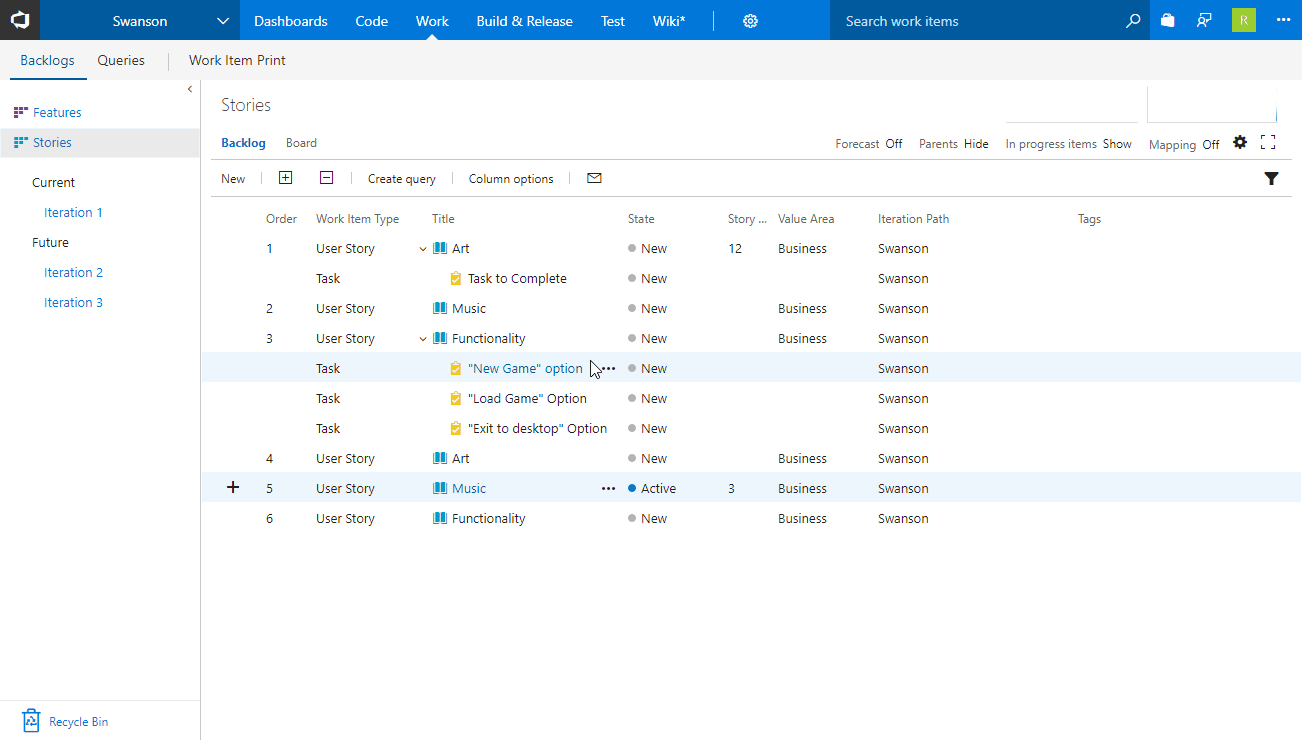 Swanson Dashboards Code Work Build & Release Test Wiki* Search work items R ...
Backlogs Queries Work Item Print
Features
Stories
Current
Iteration 1
Future
Iteration 2
Iteration 3
Recycle Bin
Stories
Backlog Board Forecast Off Parents Hide In progress items Show Mapping Off
New Create query Column options
Order Work Item Type Title State Story ... Value Area Iteration Path Tags
1 User Story Art New 12 Business Swanson
Task Task to Complete New Swanson
2 User Story Music New Business Swanson
3 User Story Functionality New Business Swanson
Task "New Game" option ... New Swanson
Task "Load Game" Option New Swanson
Task "Exit to desktop" Option New Swanson
4 User Story Art New Business Swanson
5 User Story Music ... Active 3 Business Swanson
6 User Story Functionality New Business Swanson